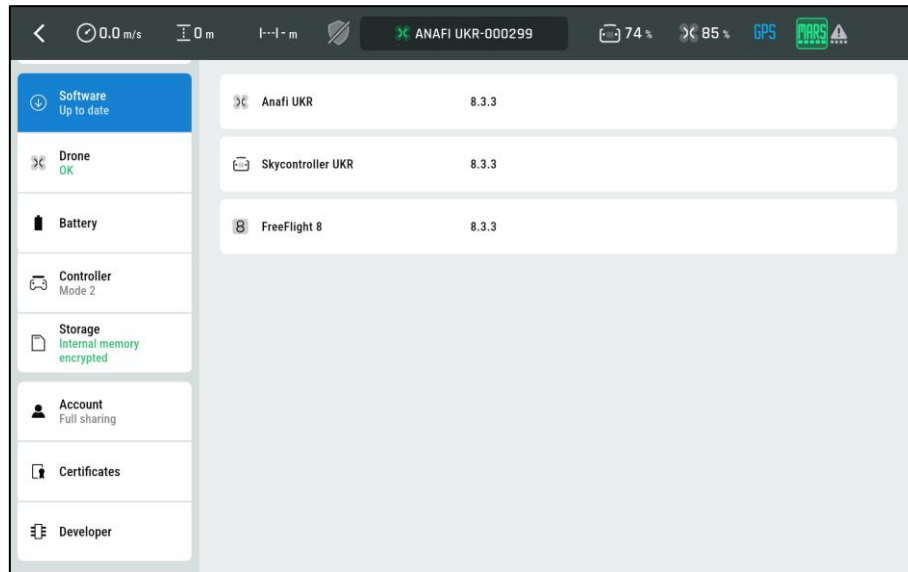 0.0 m/s
0 m
- m
ANAFI UKR-000299
74 %
85 %
GPS
MARS
Software
Up to date
Drone
OK
Battery
Controller
Mode 2
Storage
Internal memory
encrypted
Account
Full sharing
Certificates
Developer
Anafi UKR 8.3.3
Skycontroller UKR 8.3.3
8 FreeFlight 8 8.3.3